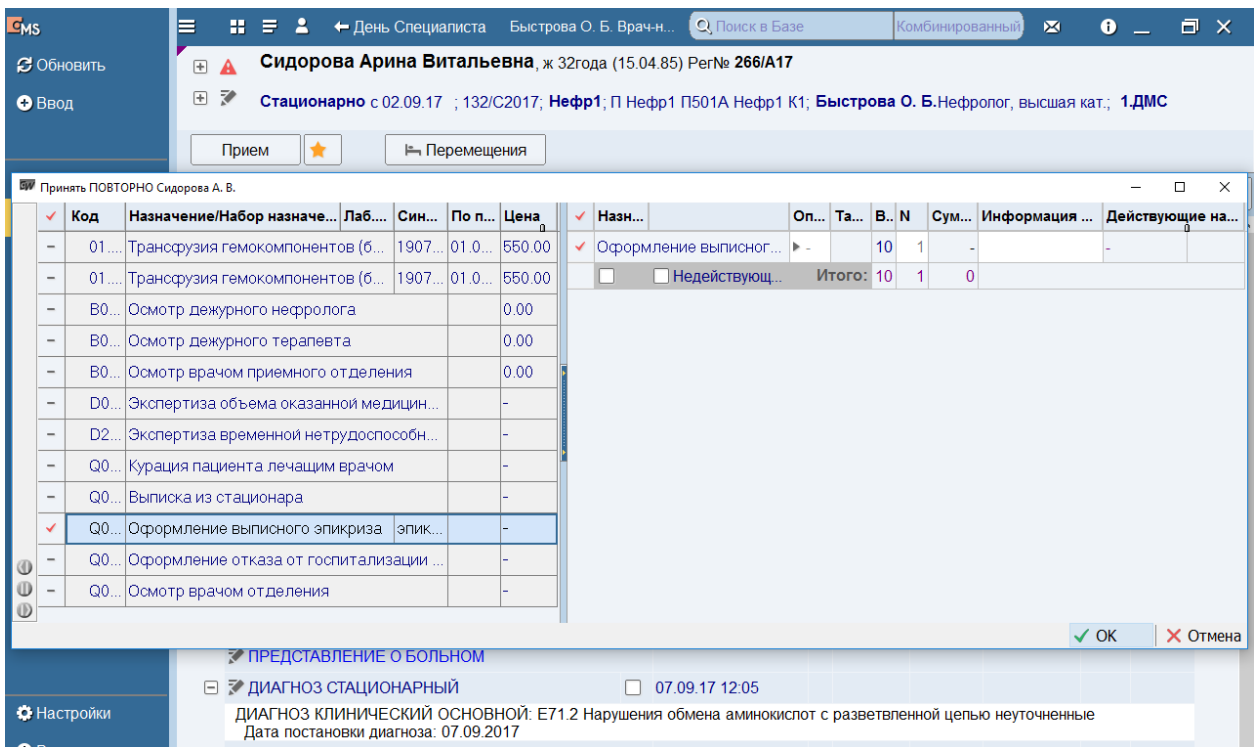 CMS
← День Специалиста Быстрова О. Б. Врач-н... Поиск в Базе Комбинированный
Обновить
Ввод
Сидорова Арина Витальевна, ж 32года (15.04.85) Рег№ 266/А17
Стационарно с 02.09.17 ; 132/С2017; Нефр1; П Нефр1 П501А Нефр1 К1; Быстрова О. Б.Нефролог, высшая кат.; 1.ДМС
Прием Перемещения
Принять ПОВТОРНО Сидорова А. В.
Код Назначение/Набор назначе... Лаб.... Син... По п... Цена
Назн... Оп... Та... В.. N Сум... Информация ... Действующие на...
01.... Трансфузия гемокомпонентов (б... 1907... 01.0... 550.00
Оформление выписног... - 10 1 - -
01.... Трансфузия гемокомпонентов (б... 1907... 01.0... 550.00
Недействующ... Итого: 10 1 0
В0... Осмотр дежурного нефролога 0.00
В0... Осмотр дежурного терапевта 0.00
В0... Осмотр врачом приемного отделения 0.00
D0... Экспертиза объема оказанной медицин... -
D2... Экспертиза временной нетрудоспособн... -
Q0... Курация пациента лечащим врачом -
Q0... Выписка из стационара -
Q0... Оформление выписного эпикриза эпик... -
Q0... Оформление отказа от госпитализации ... -
Q0... Осмотр врачом отделения -
OK Отмена
ПРЕДСТАВЛЕНИЕ О БОЛЬНОМ
ДИАГНОЗ СТАЦИОНАРНЫЙ 07.09.17 12:05
Настройки
ДИАГНОЗ КЛИНИЧЕСКИЙ ОСНОВНОЙ: E71.2 Нарушения обмена аминокислот с разветвленной цепью неуточненные
Дата постановки диагноза: 07.09.2017